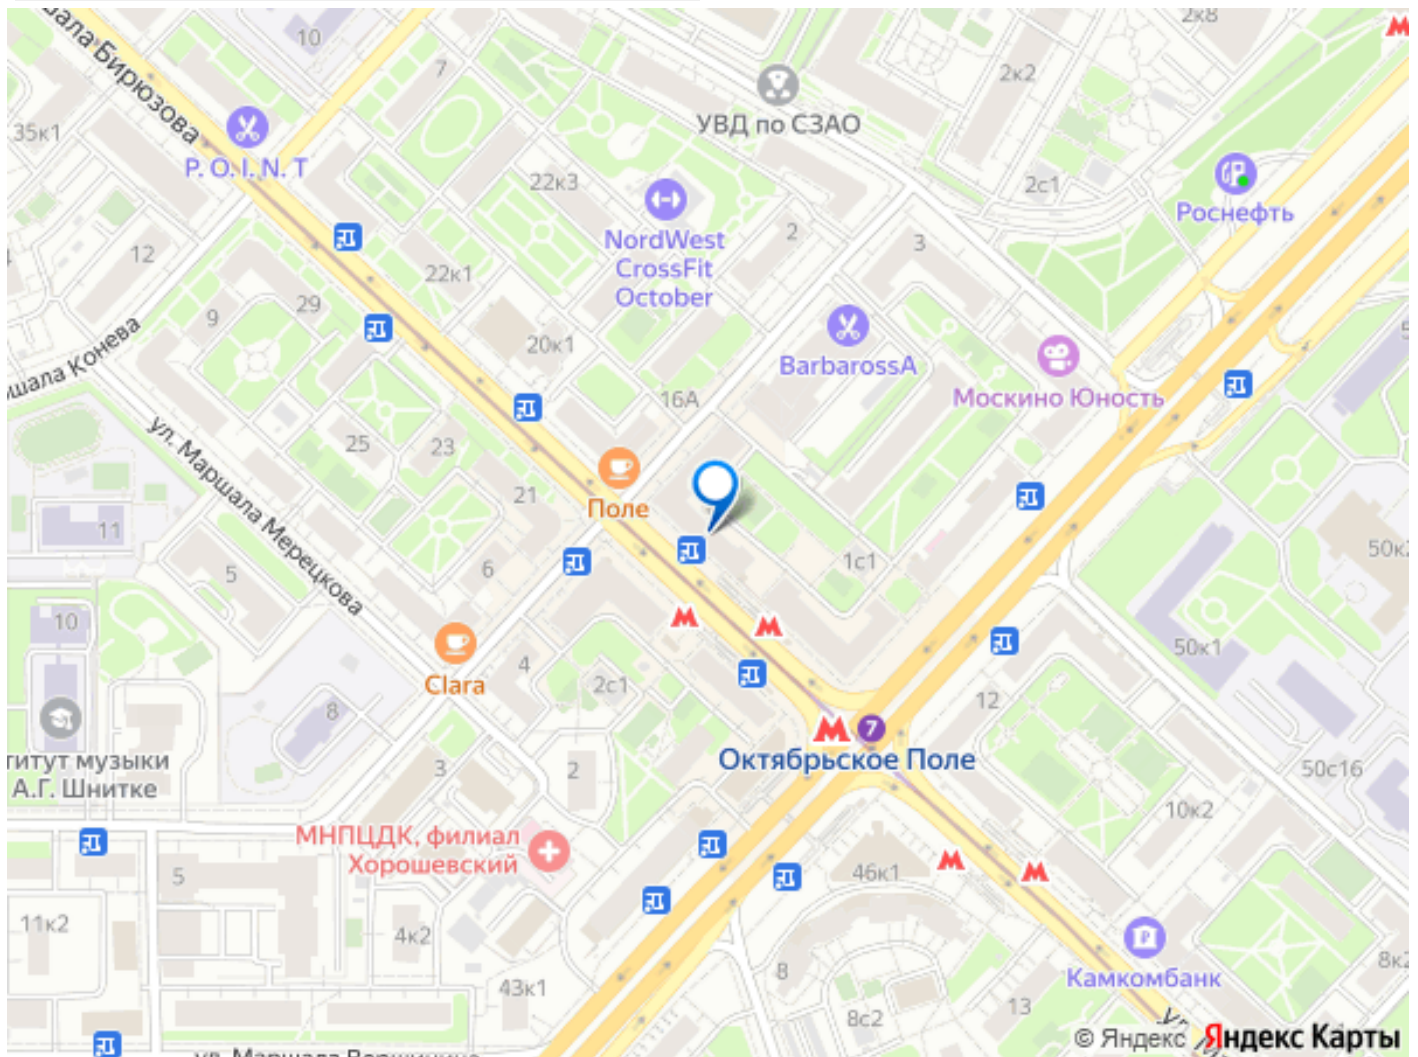 2к8
10
7
2к2
шала Бирюзова
35к1
P. O. I. N. T
УВД по СЗАО
22к3
2с1
Роснефть
NordWest
CrossFit
October
2
3
12
22к1
29
9
20к1
BarbarossA
Москино Юность
16А
ршала Конева
ул. Маршала Мерецкова
25
23
21
Поле
11
5
6
1с1
50к2
10
50к1
Clara
4
2с1
12
8
7
Октябрьское Поле
титут музыки
А.Г. Шнитке
3
2
50с16
10к2
МНПЦДК, филиал
Хорошевский
5
46к1
11к2
4к2
Камкомбанк
8
8к2
43к1
13
8с2
© Яндекс Яндекс Карты